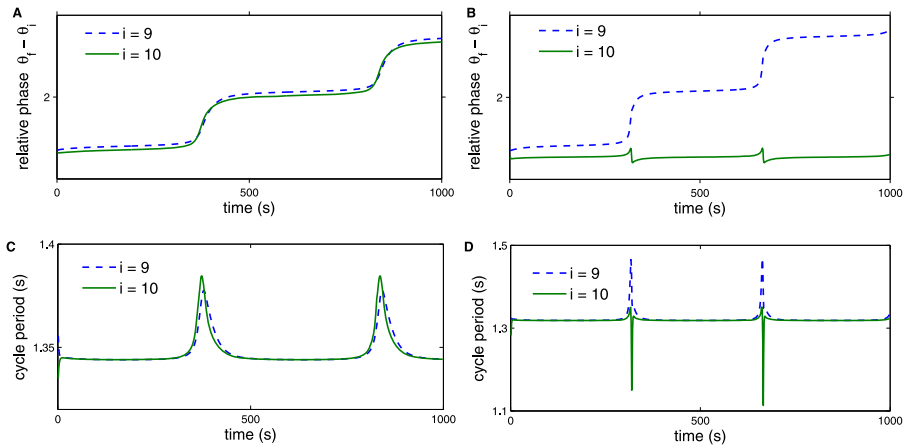 A
i = 9
i = 10
relative phase θf − θi
2
0
500
1000
time (s)
B
i = 9
i = 10
relative phase θf − θi
2
0
500
1000
time (s)
C
1.4
i = 9
i = 10
cycle period (s)
1.35
0
500
1000
time (s)
D
1.5
i = 9
i = 10
cycle period (s)
1.3
1.1
0
500
1000
time (s)